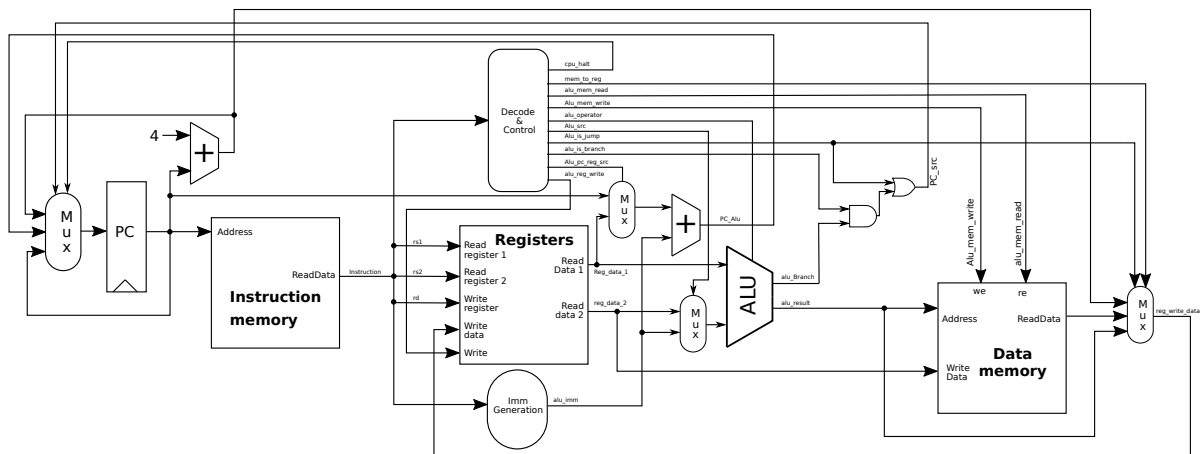 cpu_halt
mem_to_reg
alu_mem_read
Alu_mem_write
alu_operator
Alu_src
Alu_is_jump
alu_is_branch
Alu_pc_reg_src
alu_reg_write
Decode
&
Control
4
+
M
u
x
PC
Address
ReadData
Instruction
memory
Instruction
rs1
rs2
rd
Registers
Read
register 1
Read
register 2
Write
register
Write
data
Write
Read
Data 1
Read
data 2
Reg_data_1
reg_data_2
Imm
Generation
alu_imm
M
u
x
+
PC_Alu
M
u
x
ALU
alu_Branch
alu_result
PC_src
Alu_mem_write
alu_mem_read
we
re
Address
ReadData
Data
memory
Write
Data
M
u
x
reg_write_data